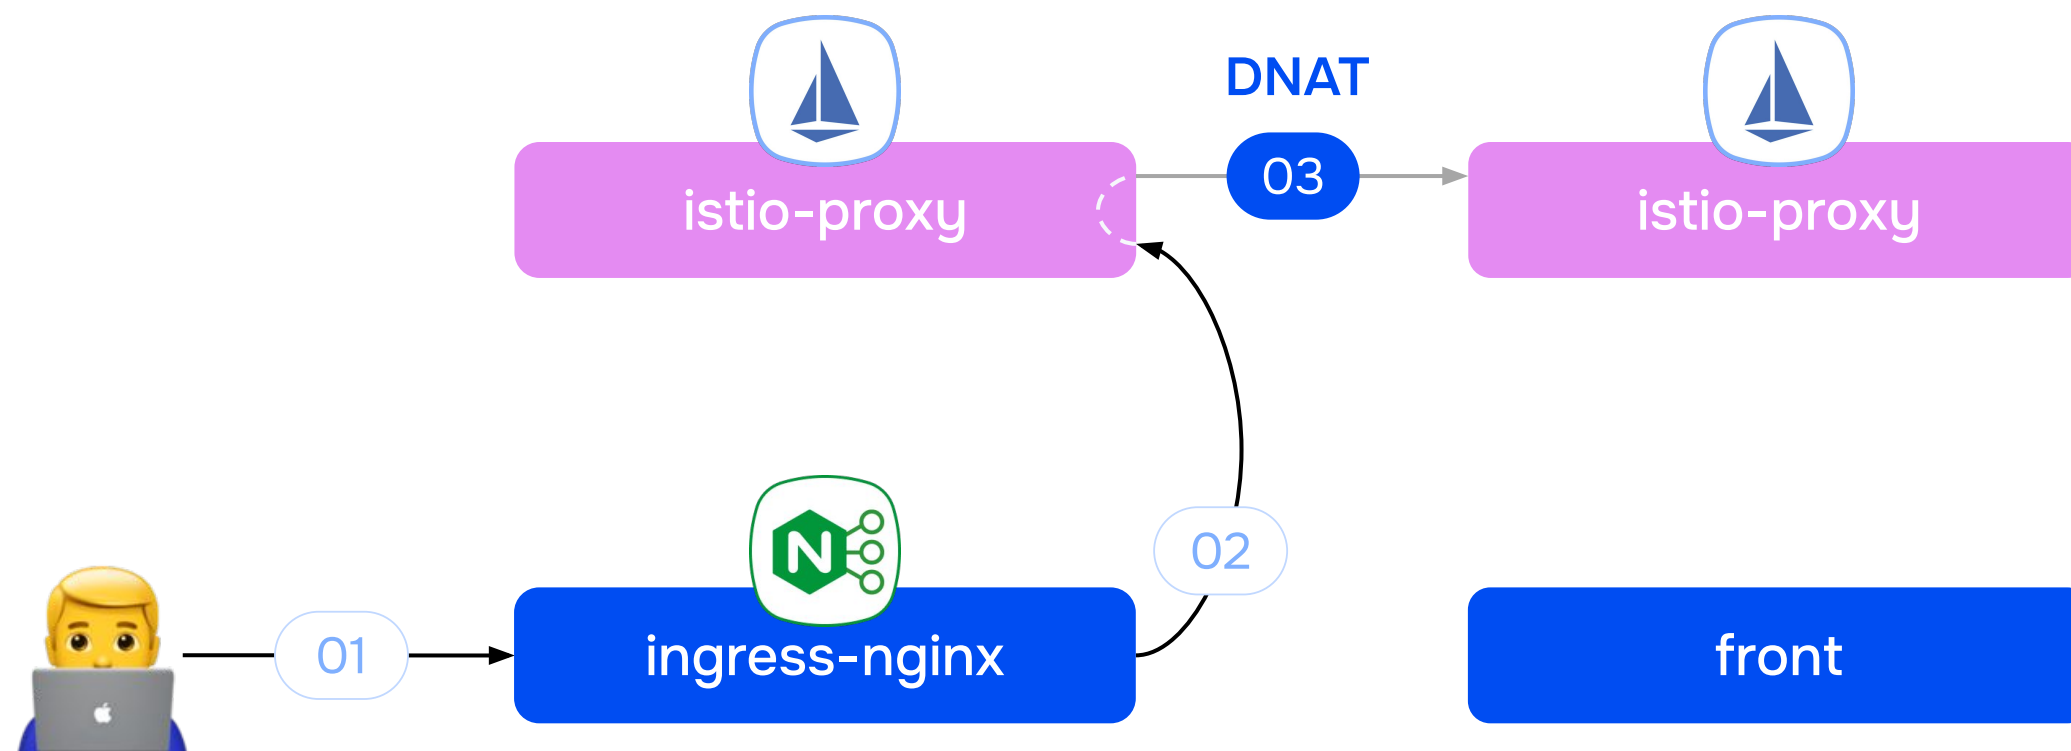 DNAT
03
istio-proxy
istio-proxy
02
N
01
ingress-nginx
front